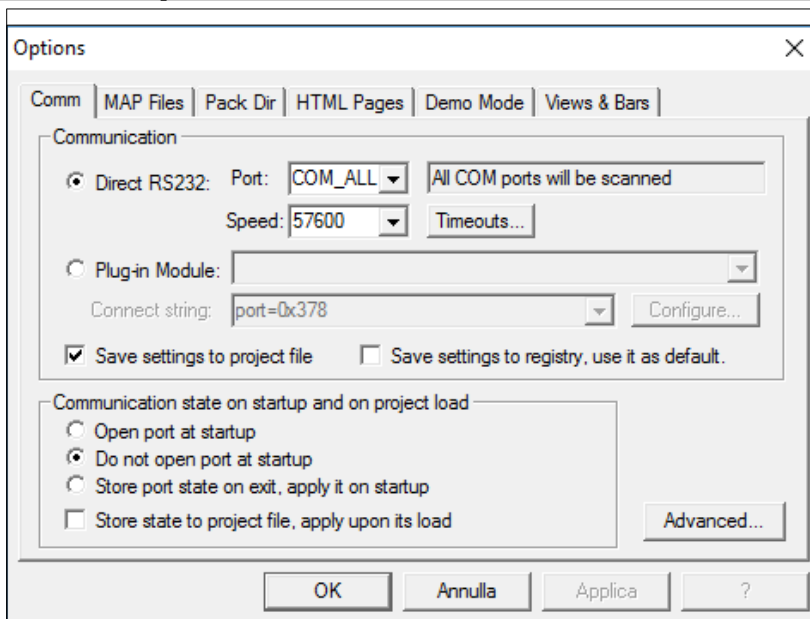 Options
Comm MAP Files Pack Dir HTML Pages Demo Mode Views & Bars
Communication
Direct RS232: Port: COM_ALL All COM ports will be scanned
Speed: 57600 Timeouts...
Plug-in Module:
Connect string: port=0x378 Configure...
Save settings to project file Save settings to registry, use it as default.
Communication state on startup and on project load
Open port at startup
Do not open port at startup
Store port state on exit, apply it on startup
Store state to project file, apply upon its load Advanced...
OK Annulla Applica ?